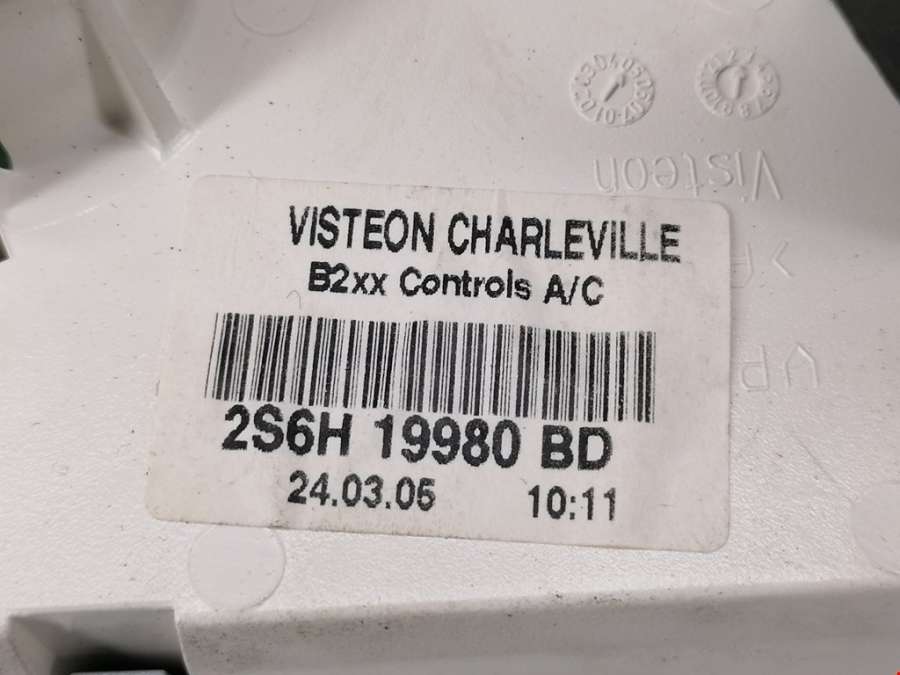 VISTEON CHARLEVILLE
B2xx Controls A/C
2S6H 19980 BD
24.03.05 10:11
Visteon